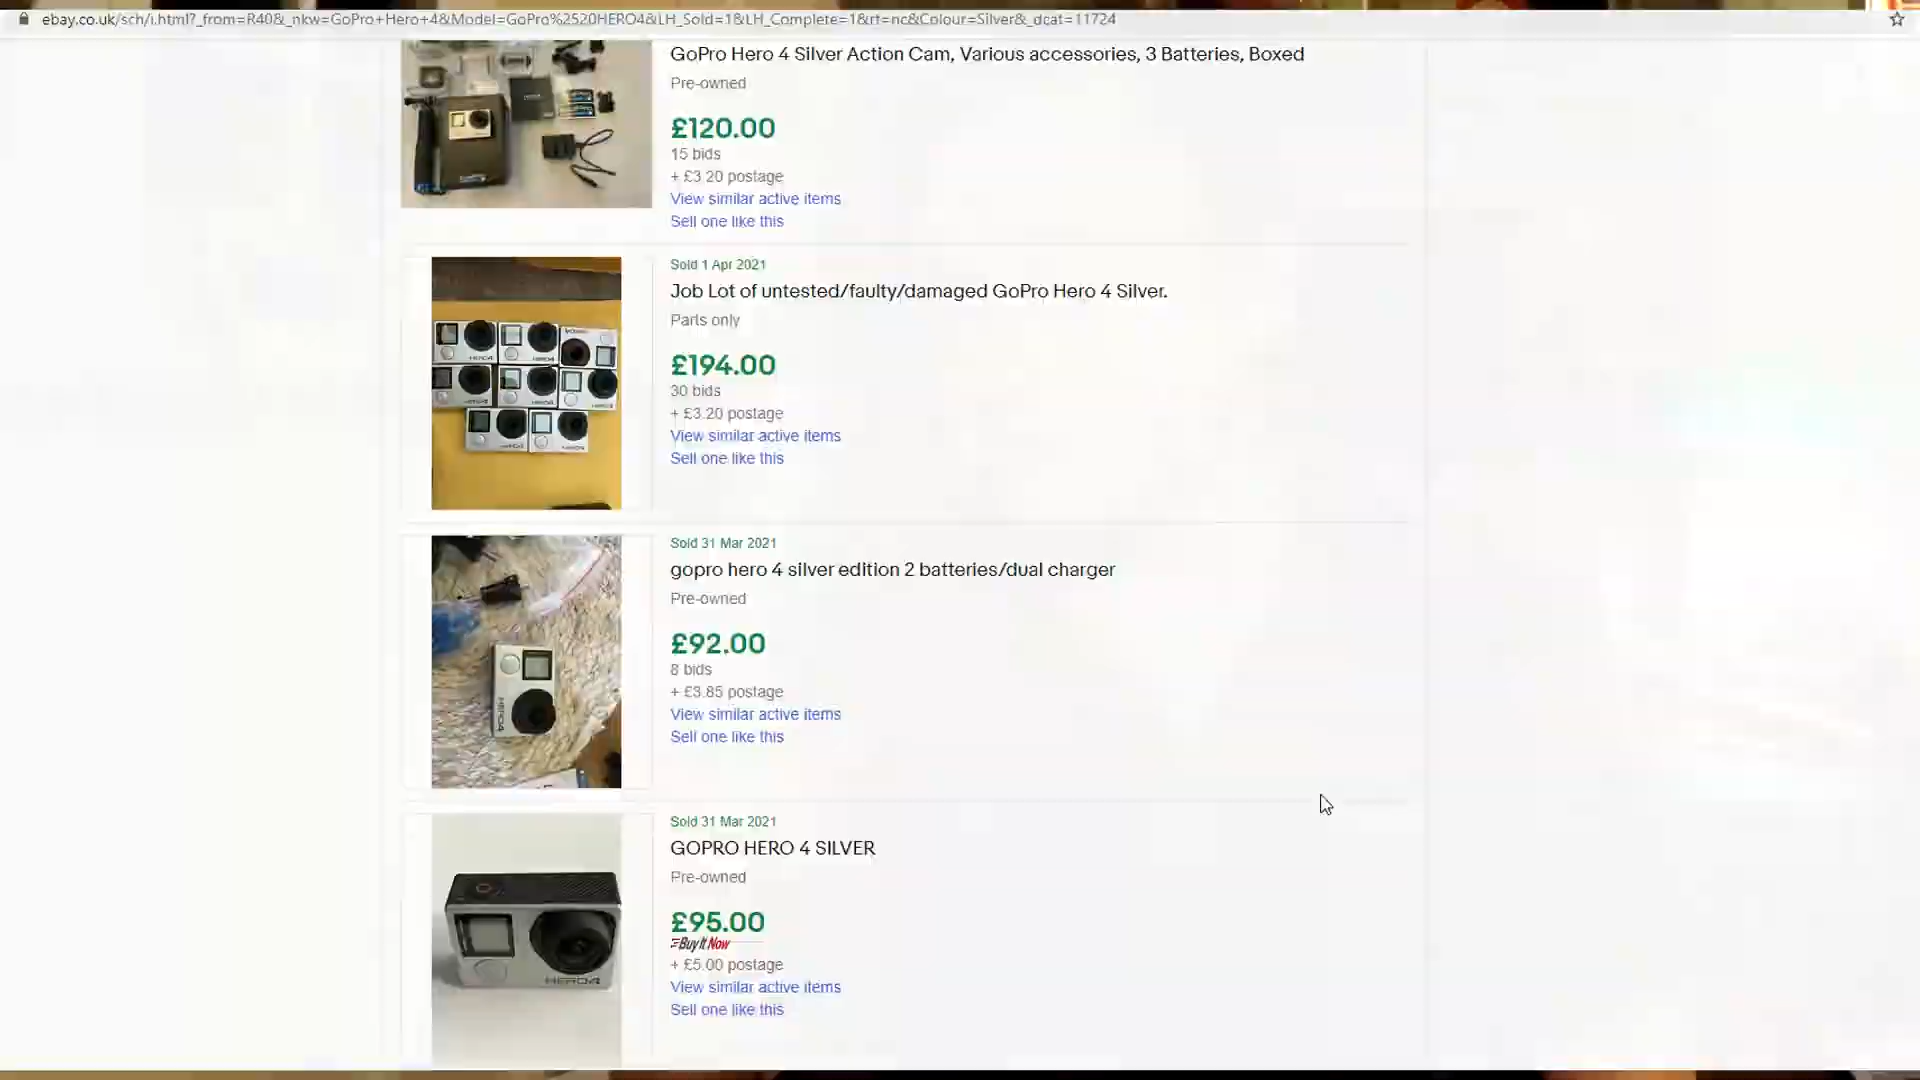 ebay.co.uk/sch/i.html?_from=R40&_nkw=GoPro+Hero+4&Model=GoPro%2520HERO4&LH_Sold=1&LH_Complete=1&rt=nc&Colour=Silver&_dcat=11724
GoPro Hero 4 Silver Action Cam, Various accessories, 3 Batteries, Boxed
Pre-owned
£120.00
15 bids
+ £3.20 postage
View similar active items
Sell one like this
Sold 1 Apr 2021
Job Lot of untested/faulty/damaged GoPro Hero 4 Silver.
Parts only
£194.00
30 bids
+ £3.20 postage
View similar active items
Sell one like this
Sold 31 Mar 2021
gopro hero 4 silver edition 2 batteries/dual charger
Pre-owned
£92.00
8 bids
+ £3.85 postage
View similar active items
Sell one like this
HERO4
Sold 31 Mar 2021
GOPRO HERO 4 SILVER
Pre-owned
£95.00
Buy It Now
+ £5.00 postage
View similar active items
Sell one like this
HERO4